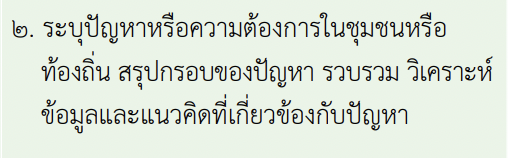 ๒. ระบุปัญหาหรือความต้องการในชุมชนหรือ
ท้องถิ่น สรุปกรอบของปัญหา รวบรวม วิเคราะห์
ข้อมูลและแนวคิดที่เกี่ยวข้องกับปัญหา